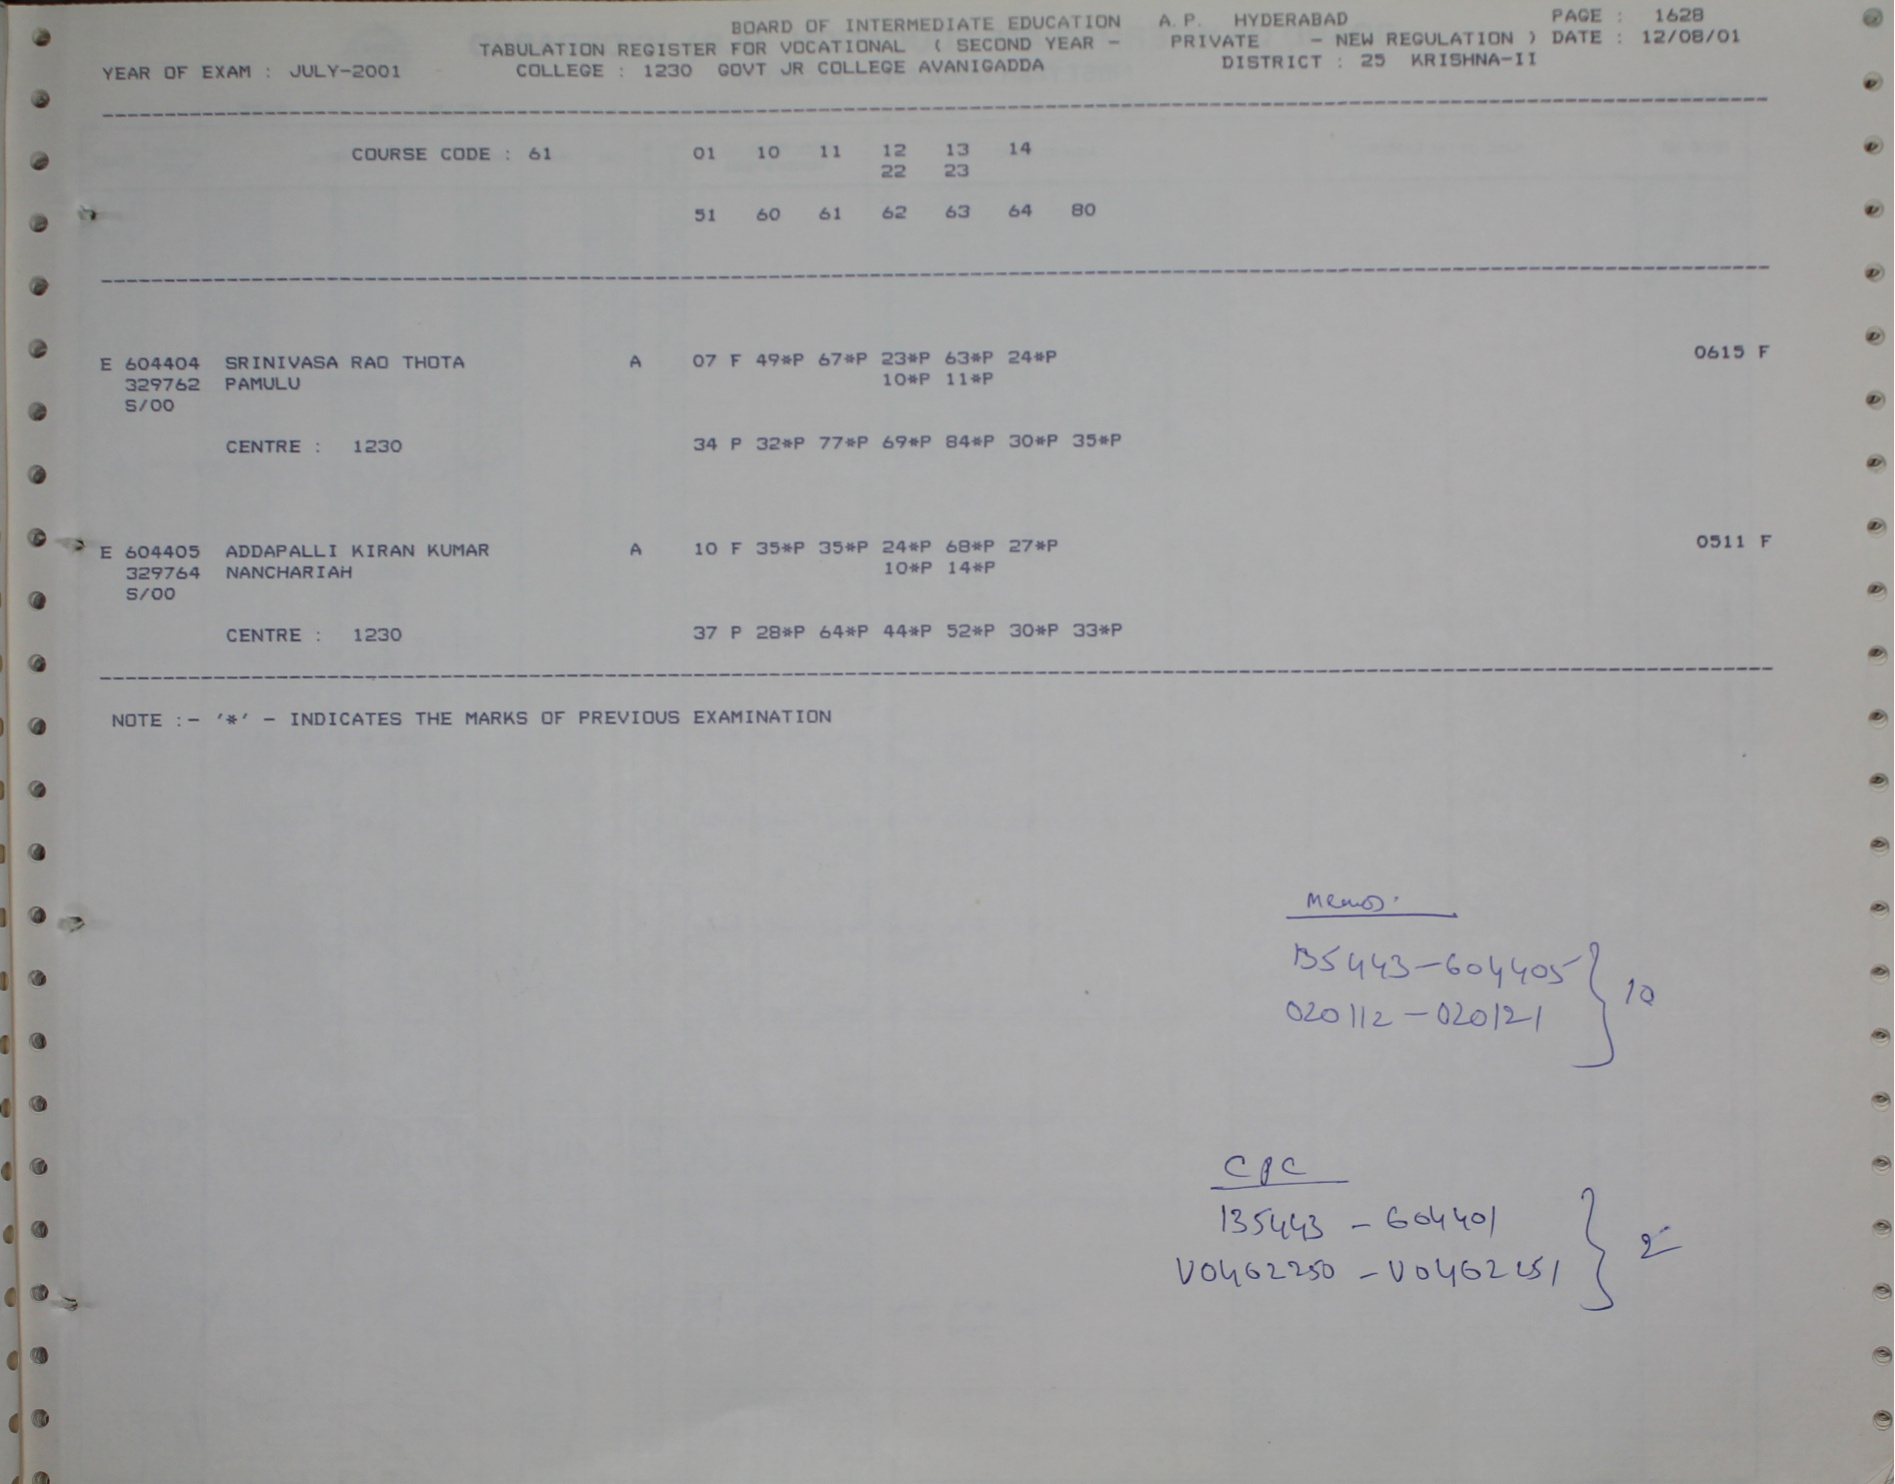 BOARD OF INTERMEDIATE EDUCATION A.P. HYDERABAD PAGE : 1628
TABULATION REGISTER FOR VOCATIONAL ( SECOND YEAR - PRIVATE - NEW REGULATION ) DATE : 12/08/01
YEAR OF EXAM : JULY-2001 COLLEGE : 1230 GOVT JR COLLEGE AVANIGADDA DISTRICT : 25 KRISHNA-II
COURSE CODE : 61 01 10 11 12 13 14
22 23
51 60 61 62 63 64 80
E 604404 SRINIVASA RAO THOTA A 07 F 49*P 67*P 23*P 63*P 24*P 0615 F
329762 PAMULU 10*P 11*P
S/00
CENTRE : 1230 34 P 32*P 77*P 69*P 84*P 30*P 35*P
E 604405 ADDAPALLI KIRAN KUMAR A 10 F 35*P 35*P 24*P 68*P 27*P 0511 F
329764 NANCHARIAH 10*P 14*P
S/00
CENTRE : 1230 37 P 28*P 64*P 44*P 52*P 30*P 33*P
NOTE :- '*' - INDICATES THE MARKS OF PREVIOUS EXAMINATION
Memos.
B5443-604405 } 10
020112-020121
135443 - 604401 } 2
V0462250 - V0462251